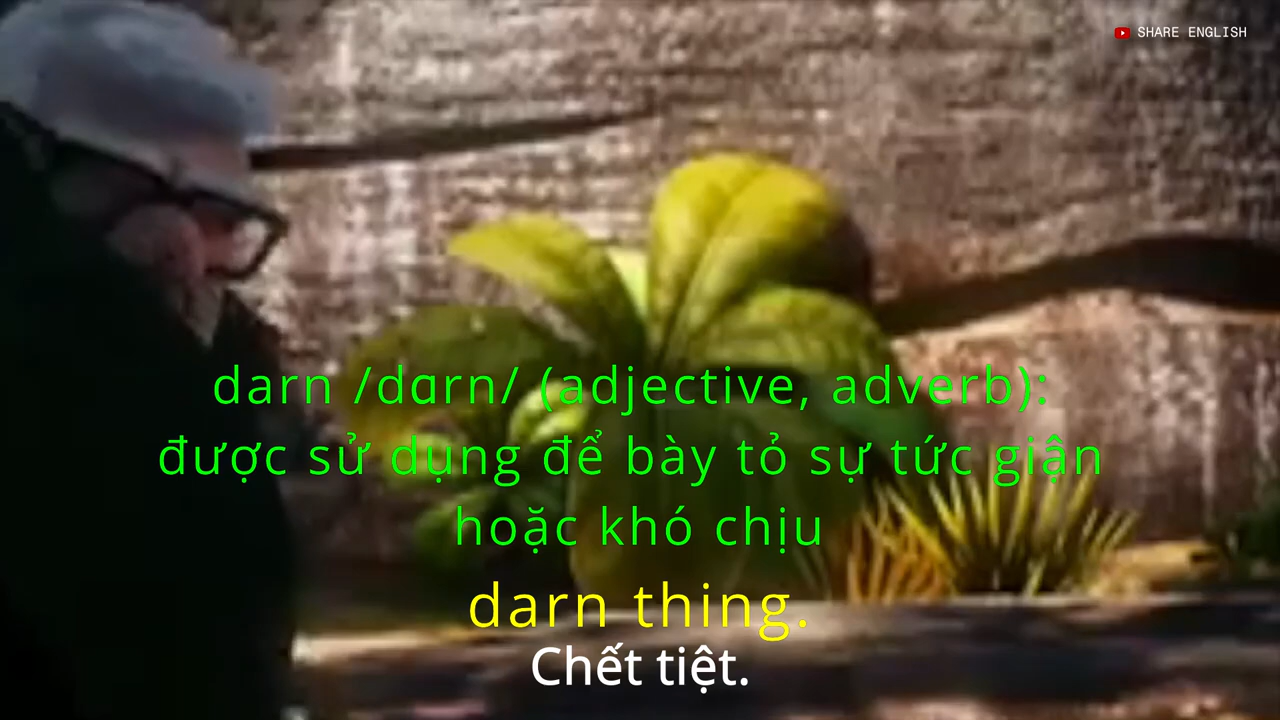 SHARE ENGLISH
darn /dɑrn/ (adjective, adverb):
được sử dụng để bày tỏ sự tức giận
hoặc khó chịu
darn thing.
Chết tiệt.